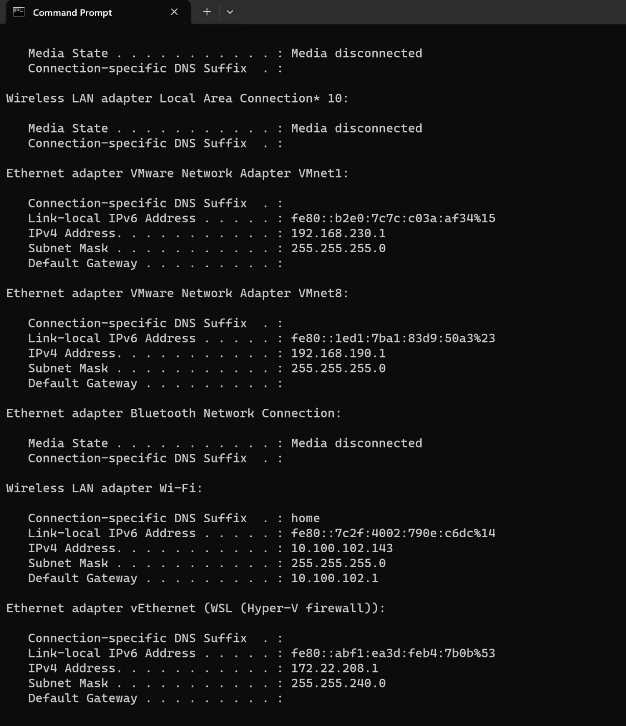 Command Prompt
Media State . . . . . . . . . . . : Media disconnected
Connection-specific DNS Suffix  . :
Wireless LAN adapter Local Area Connection* 10:
Media State . . . . . . . . . . . : Media disconnected
Connection-specific DNS Suffix  . :
Ethernet adapter VMware Network Adapter VMnet1:
Connection-specific DNS Suffix  . :
Link-local IPv6 Address . . . . . : fe80::b2e0:7c7c:c03a:af34%15
IPv4 Address. . . . . . . . . . . : 192.168.230.1
Subnet Mask . . . . . . . . . . . : 255.255.255.0
Default Gateway . . . . . . . . . :
Ethernet adapter VMware Network Adapter VMnet8:
Connection-specific DNS Suffix  . :
Link-local IPv6 Address . . . . . : fe80::1ed1:7ba1:83d9:50a3%23
IPv4 Address. . . . . . . . . . . : 192.168.190.1
Subnet Mask . . . . . . . . . . . : 255.255.255.0
Default Gateway . . . . . . . . . :
Ethernet adapter Bluetooth Network Connection:
Media State . . . . . . . . . . . : Media disconnected
Connection-specific DNS Suffix  . :
Wireless LAN adapter Wi-Fi:
Connection-specific DNS Suffix  . : home
Link-local IPv6 Address . . . . . : fe80::7c2f:4002:790e:c6dc%14
IPv4 Address. . . . . . . . . . . : 10.100.102.143
Subnet Mask . . . . . . . . . . . : 255.255.255.0
Default Gateway . . . . . . . . . : 10.100.102.1
Ethernet adapter vEthernet (WSL (Hyper-V firewall)):
Connection-specific DNS Suffix  . :
Link-local IPv6 Address . . . . . : fe80::abf1:ea3d:feb4:7b0b%53
IPv4 Address. . . . . . . . . . . : 172.22.208.1
Subnet Mask . . . . . . . . . . . : 255.255.240.0
Default Gateway . . . . . . . . . :